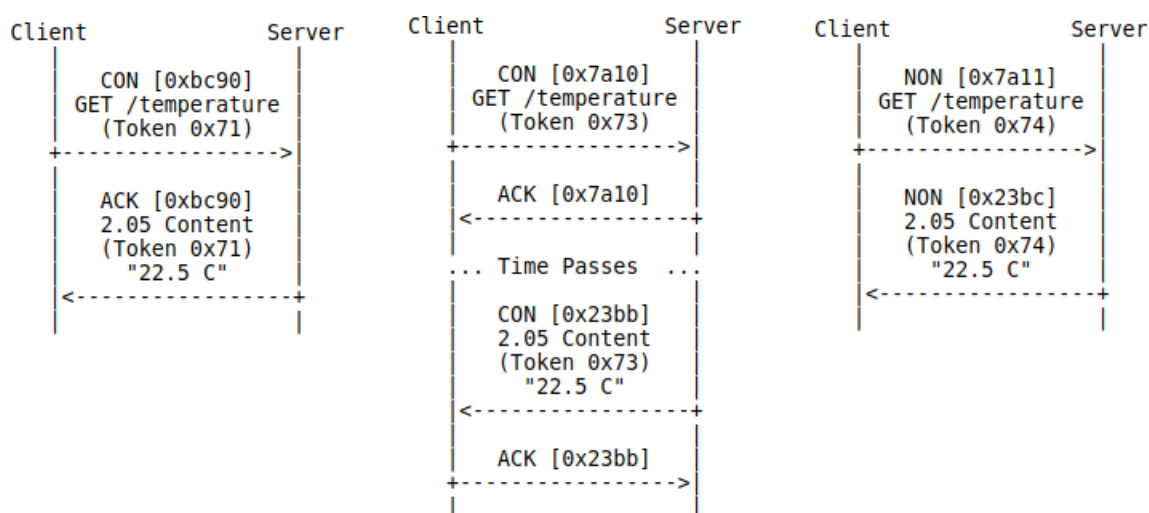 Client Server
CON [0xbc90]
GET /temperature
(Token 0x71)
ACK [0xbc90]
2.05 Content
(Token 0x71)
"22.5 C"
Client Server
CON [0x7a10]
GET /temperature
(Token 0x73)
ACK [0x7a10]
... Time Passes ...
CON [0x23bb]
2.05 Content
(Token 0x73)
"22.5 C"
ACK [0x23bb]
Client Server
NON [0x7a11]
GET /temperature
(Token 0x74)
NON [0x23bc]
2.05 Content
(Token 0x74)
"22.5 C"